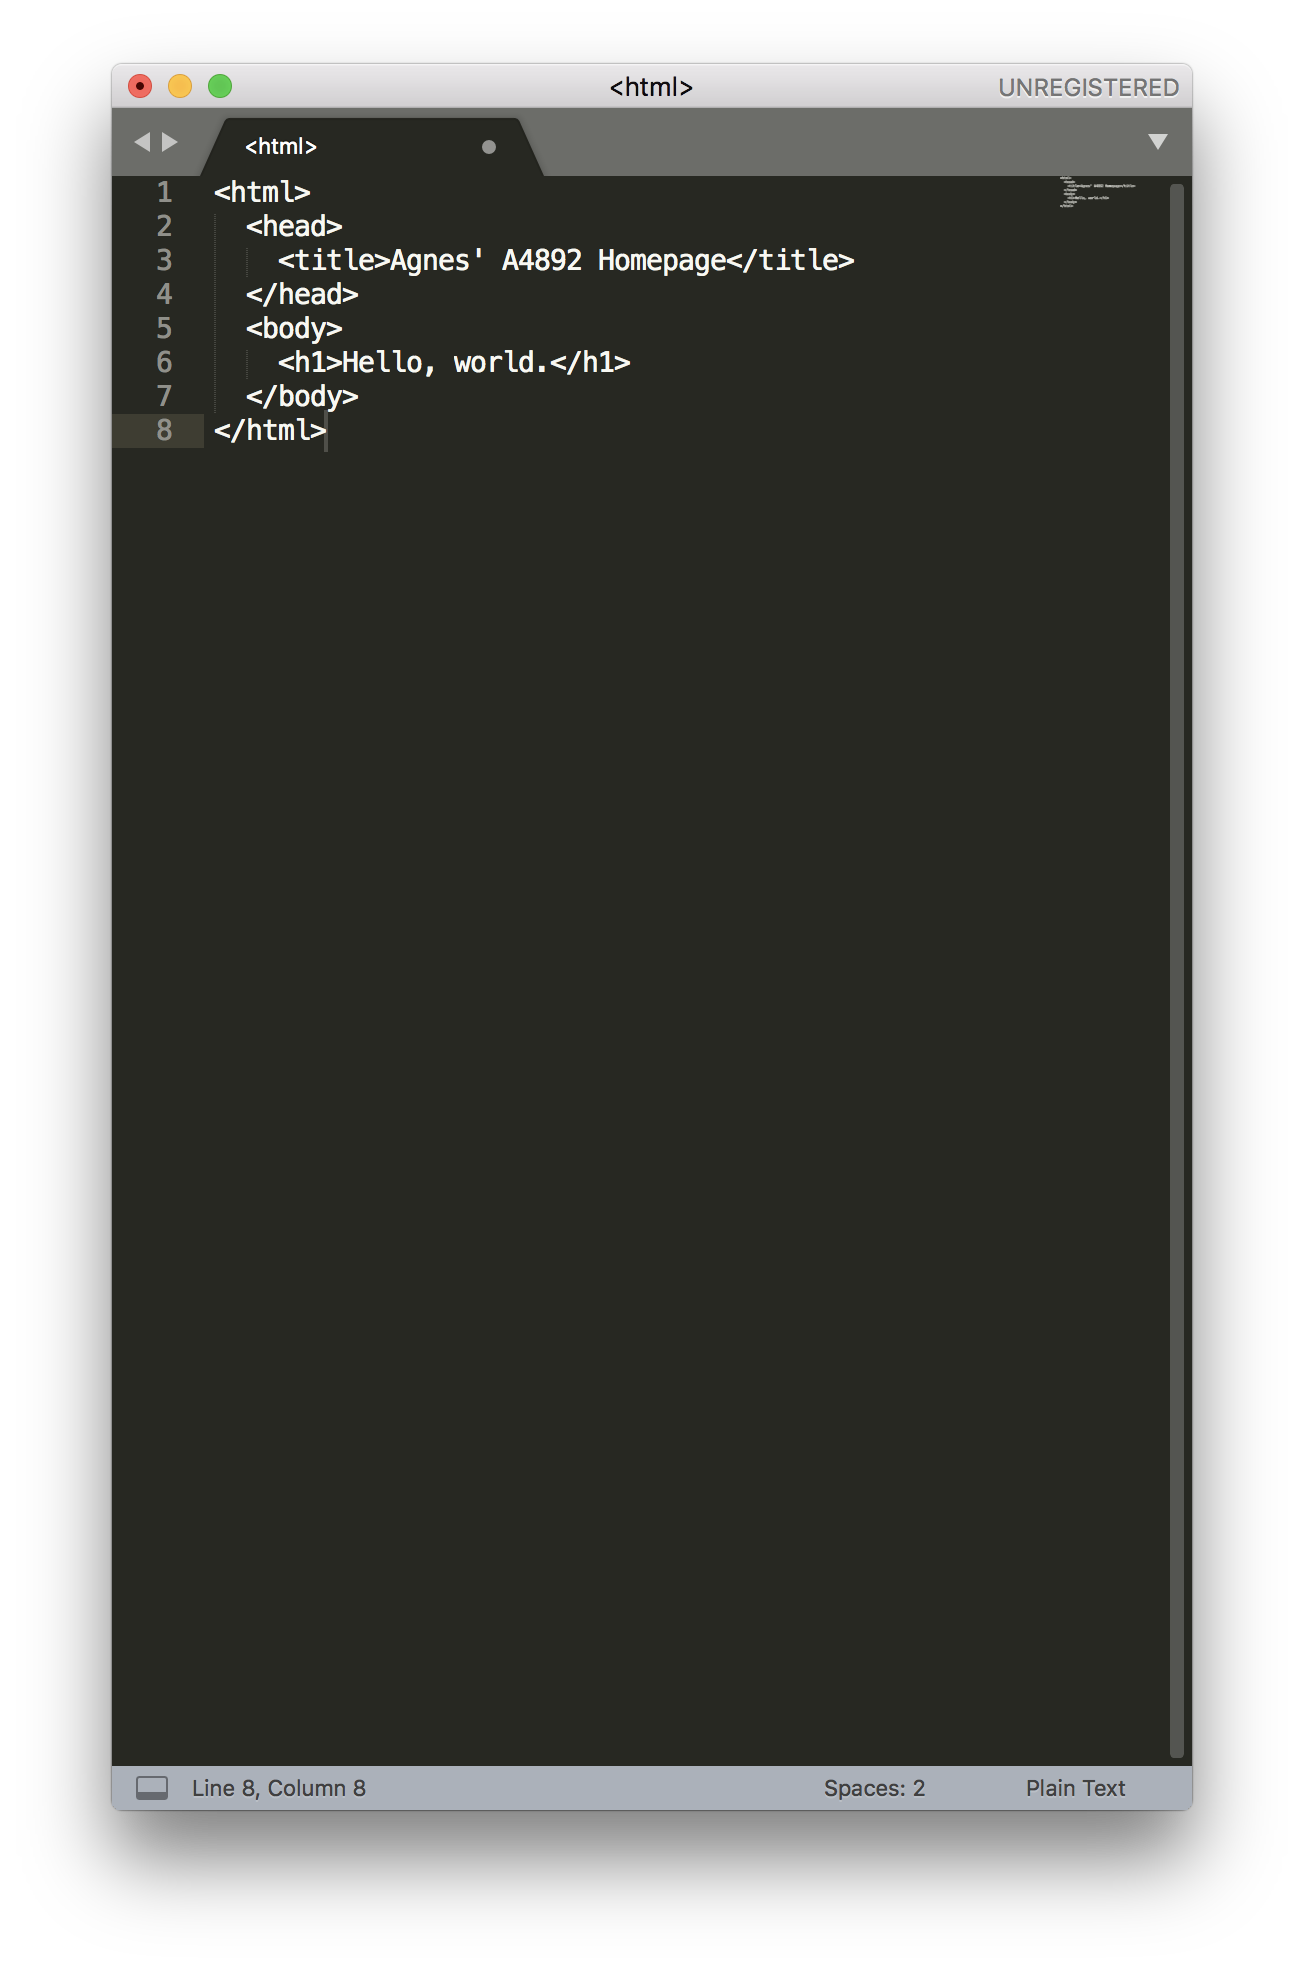 <html>
UNREGISTERED
<html>
1 <html>
2   <head>
3     <title>Agnes' A4892 Homepage</title>
4   </head>
5   <body>
6     <h1>Hello, world.</h1>
7   </body>
8 </html>
Line 8, Column 8
Spaces: 2
Plain Text